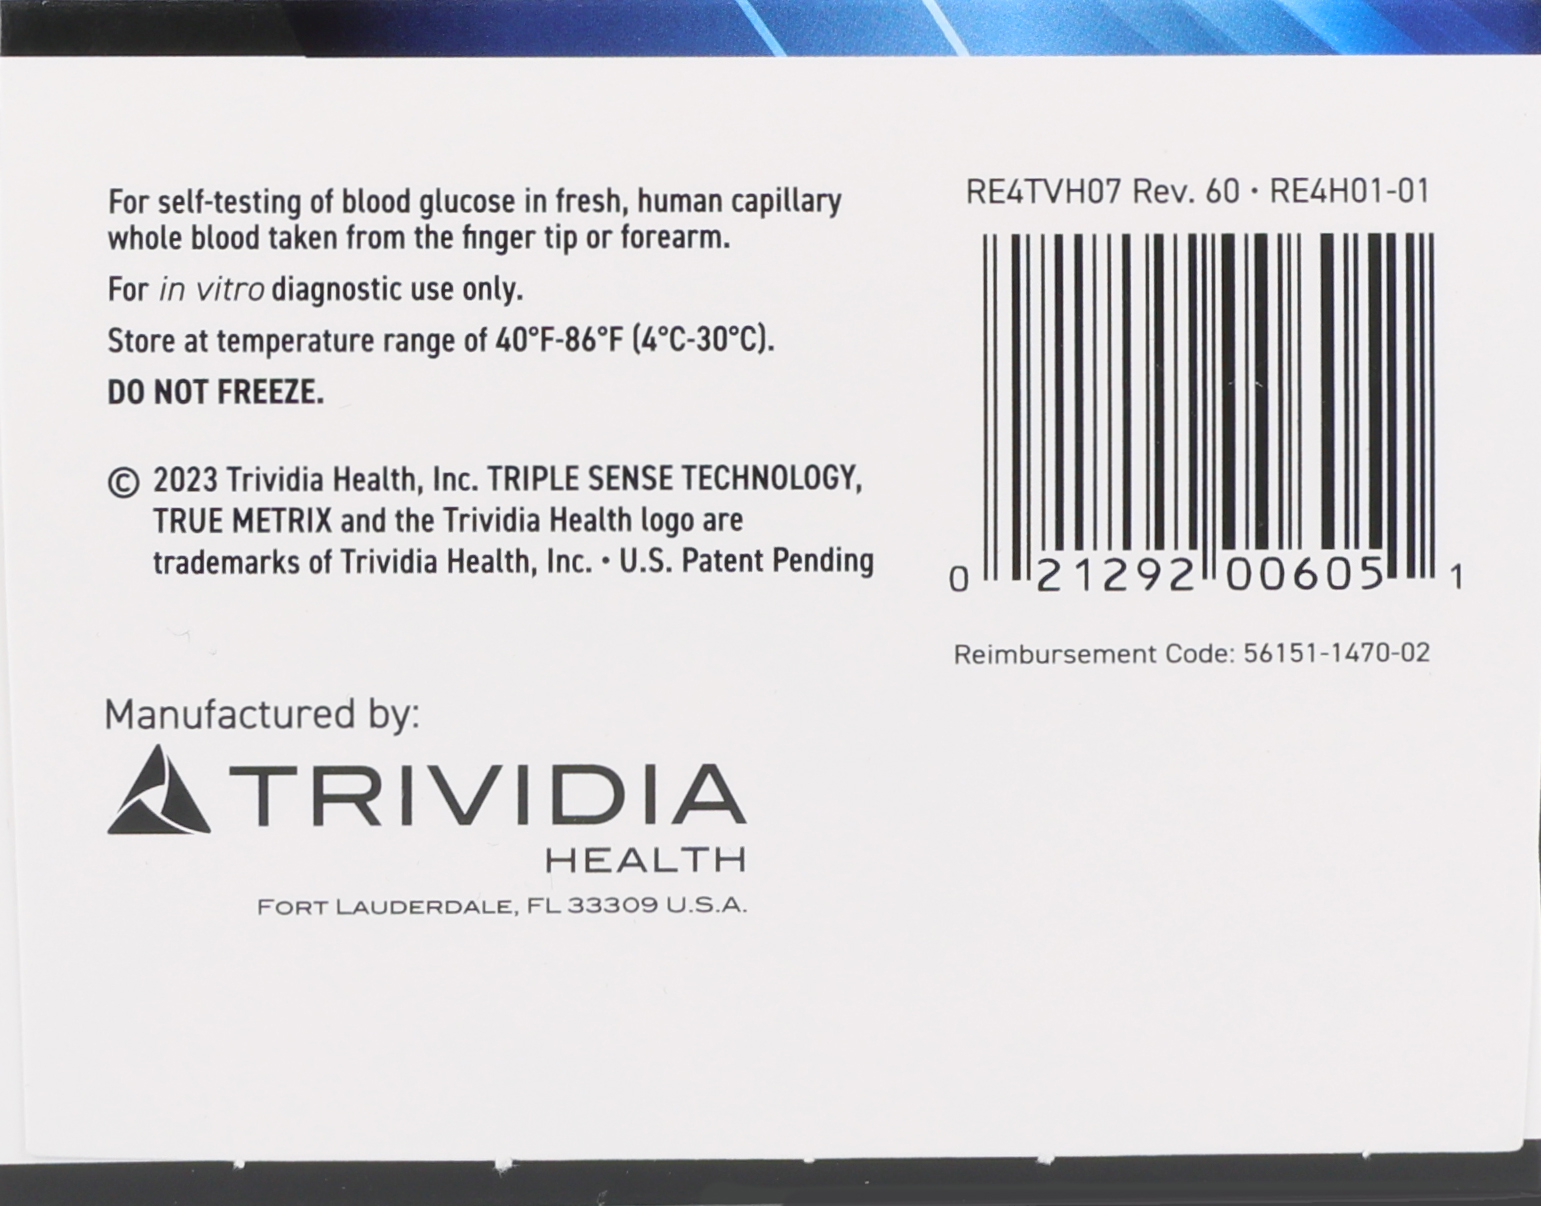 For self-testing of blood glucose in fresh, human capillary
whole blood taken from the finger tip or forearm.
For in vitro diagnostic use only.
Store at temperature range of 40°F-86°F (4°C-30°C).
DO NOT FREEZE.
© 2023 Trividia Health, Inc. TRIPLE SENSE TECHNOLOGY,
TRUE METRIX and the Trividia Health logo are
trademarks of Trividia Health, Inc. • U.S. Patent Pending
Manufactured by:
TRIVIDIA
HEALTH
FORT LAUDERDALE, FL 33309 U.S.A.
RE4TVH07 Rev. 60 • RE4H01-01
0 21292 00605 1
Reimbursement Code: 56151-1470-02